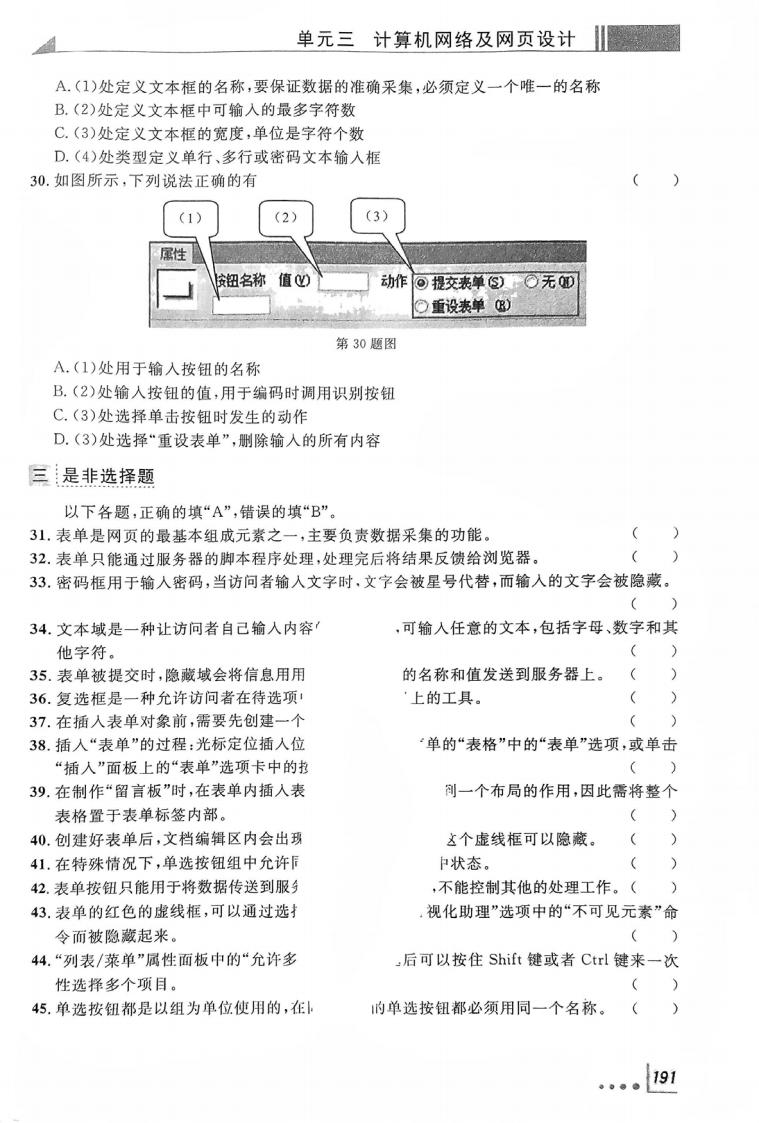 单元三 计算机网络及网页设计
A.(1)处定义文本框的名称,要保证数据的准确采集,必须定义一个唯一的名称
B.(2)处定义文本框中可输入的最多字符数
C.(3)处定义文本框的宽度,单位是字符个数
D.(4)处类型定义单行、多行或密码文本输入框
30.如图所示,下列说法正确的有 ( )
(1) (2) (3)
属性
按钮名称 值(V) 动作 提交表单(S) 无(N)
重设表单(R)
第30题图
A.(1)处用于输入按钮的名称
B.(2)处输入按钮的值,用于编码时调用识别按钮
C.(3)处选择单击按钮时发生的动作
D.(3)处选择“重设表单”,删除输入的所有内容
三 是非选择题
以下各题,正确的填“A”,错误的填“B”。
31.表单是网页的最基本组成元素之一,主要负责数据采集的功能。 ( )
32.表单只能通过服务器的脚本程序处理,处理完后将结果反馈给浏览器。 ( )
33.密码框用于输入密码,当访问者输入文字时,文字会被星号代替,而输入的文字会被隐藏。
( )
34.文本域是一种让访问者自己输入内容 ,可输入任意的文本,包括字母、数字和其
他字符。 ( )
35.表单被提交时,隐藏域会将信息用用 的名称和值发送到服务器上。 ( )
36.复选框是一种允许访问者在待选项 上的工具。 ( )
37.在插入表单对象前,需要先创建一个 ( )
38.插入“表单”的过程:光标定位插入位 单的“表格”中的“表单”选项,或单击
“插入”面板上的“表单”选项卡中的 ( )
39.在制作“留言板”时,在表单内插入表 一个布局的作用,因此需将整个
表格置于表单标签内部。 ( )
40.创建好表单后,文档编辑区内会出现 这个虚线框可以隐藏。 ( )
41.在特殊情况下,单选按钮组中允许 中状态。 ( )
42.表单按钮只能用于将数据传送到服务 ,不能控制其他的处理工作。 ( )
43.表单的红色的虚线框,可以通过选择 视化助理”选项中的“不可见元素”命
令而被隐藏起来。 ( )
44.“列表/菜单”属性面板中的“允许多 后可以按住 Shift 键或者 Ctrl 键来一次
性选择多个项目。 ( )
45.单选按钮都是以组为单位使用的,在 的单选按钮都必须用同一个名称。 ( )
191